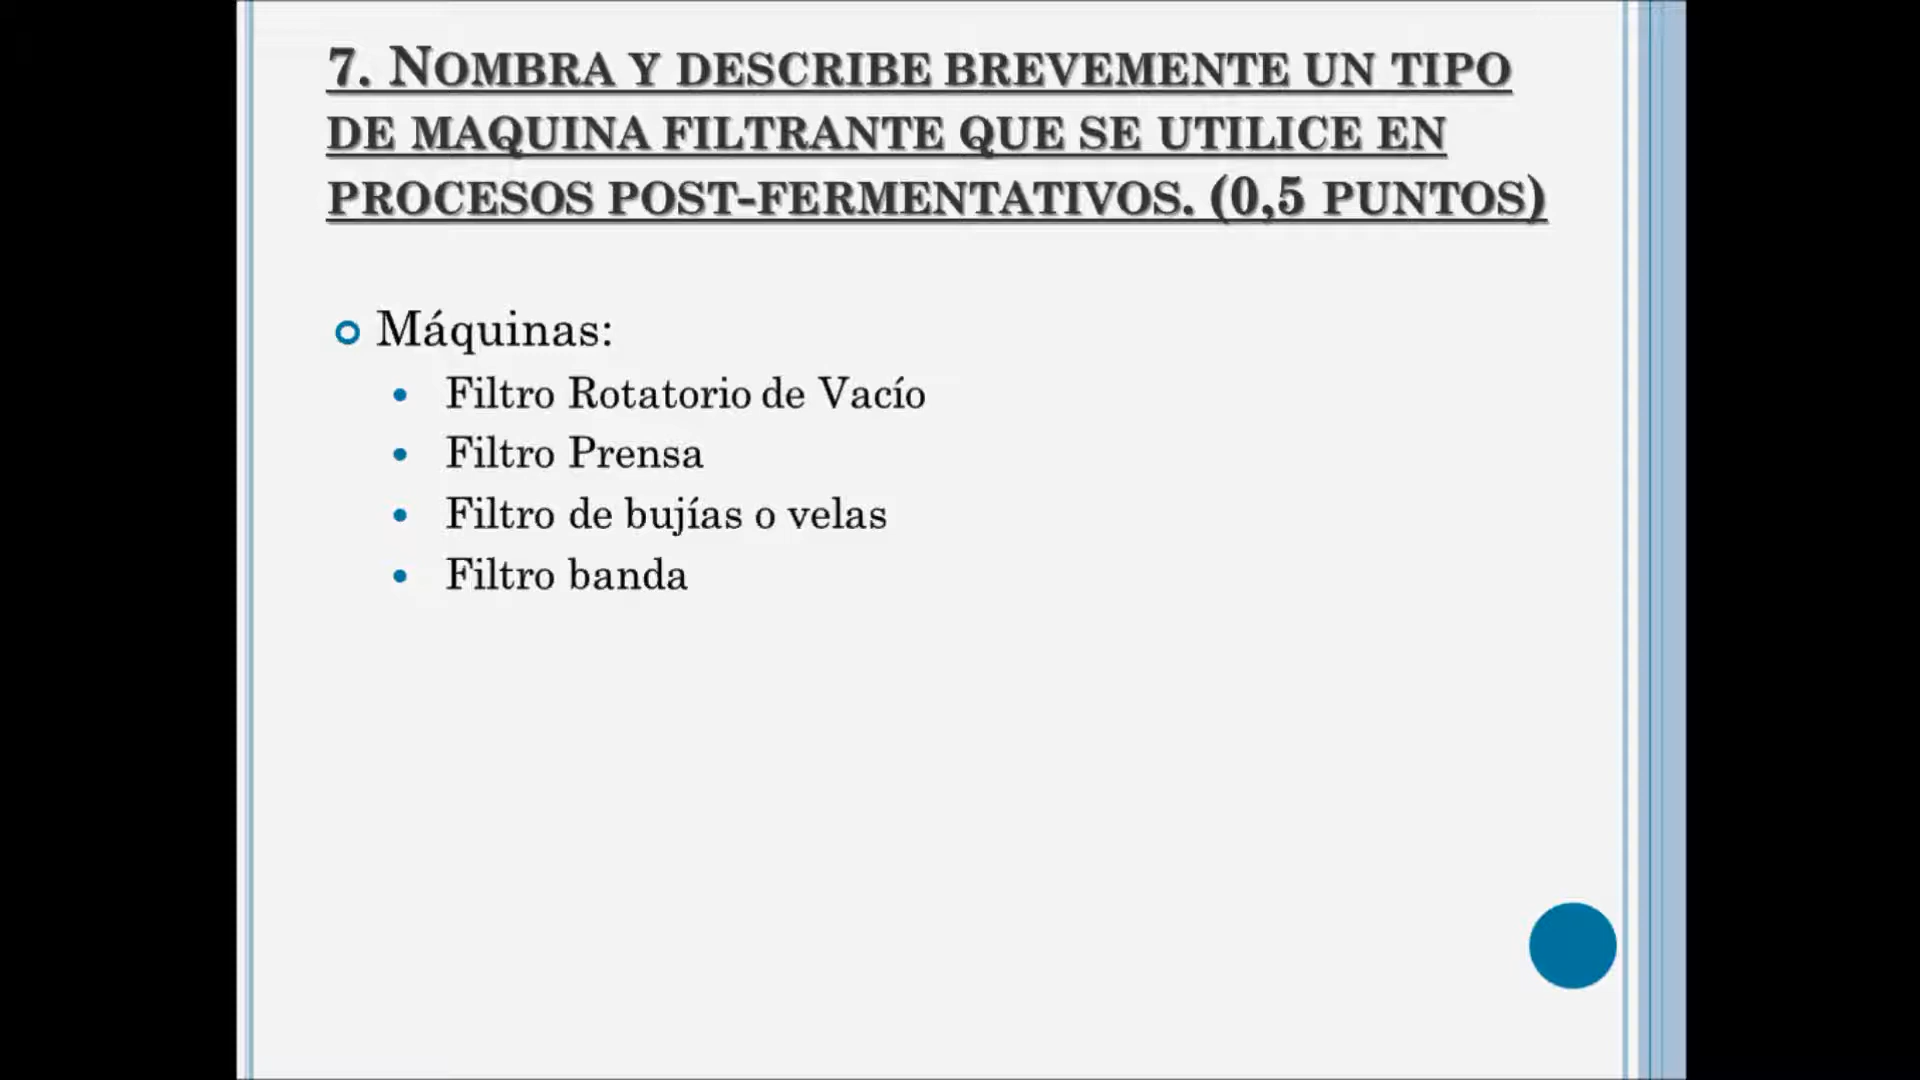 7. NOMBRA Y DESCRIBE BREVEMENTE UN TIPO
DE MAQUINA FILTRANTE QUE SE UTILICE EN
PROCESOS POST-FERMENTATIVOS. (0,5 PUNTOS)
Máquinas:
Filtro Rotatorio de Vacío
Filtro Prensa
Filtro de bujías o velas
Filtro banda